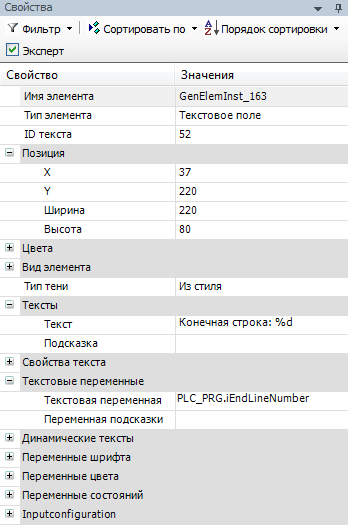 Свойства
Фильтр Сортировать по Порядок сортировки
Эксперт
Свойство Значения
Имя элемента GenElemInst_163
Тип элемента Текстовое поле
ID текста 52
Позиция
X 37
Y 220
Ширина 220
Высота 80
Цвета
Вид элемента
Тип тени Из стиля
Тексты
Текст Конечная строка: %d
Подсказка
Свойства текста
Текстовые переменные
Текстовая переменная PLC_PRG.iEndLineNumber
Переменная подсказки
Динамические тексты
Переменные шрифта
Переменные цвета
Переменные состояний
Inputconfiguration